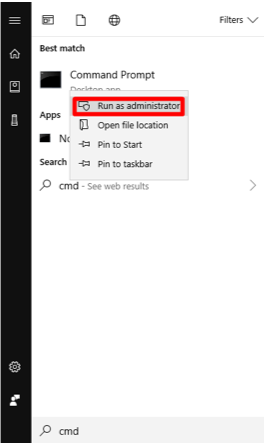 Filters
Best match
Command Prompt
Desktop app
Run as administrator
Apps
Open file location
Pin to Start
Search
Pin to taskbar
cmd - See web results
cmd